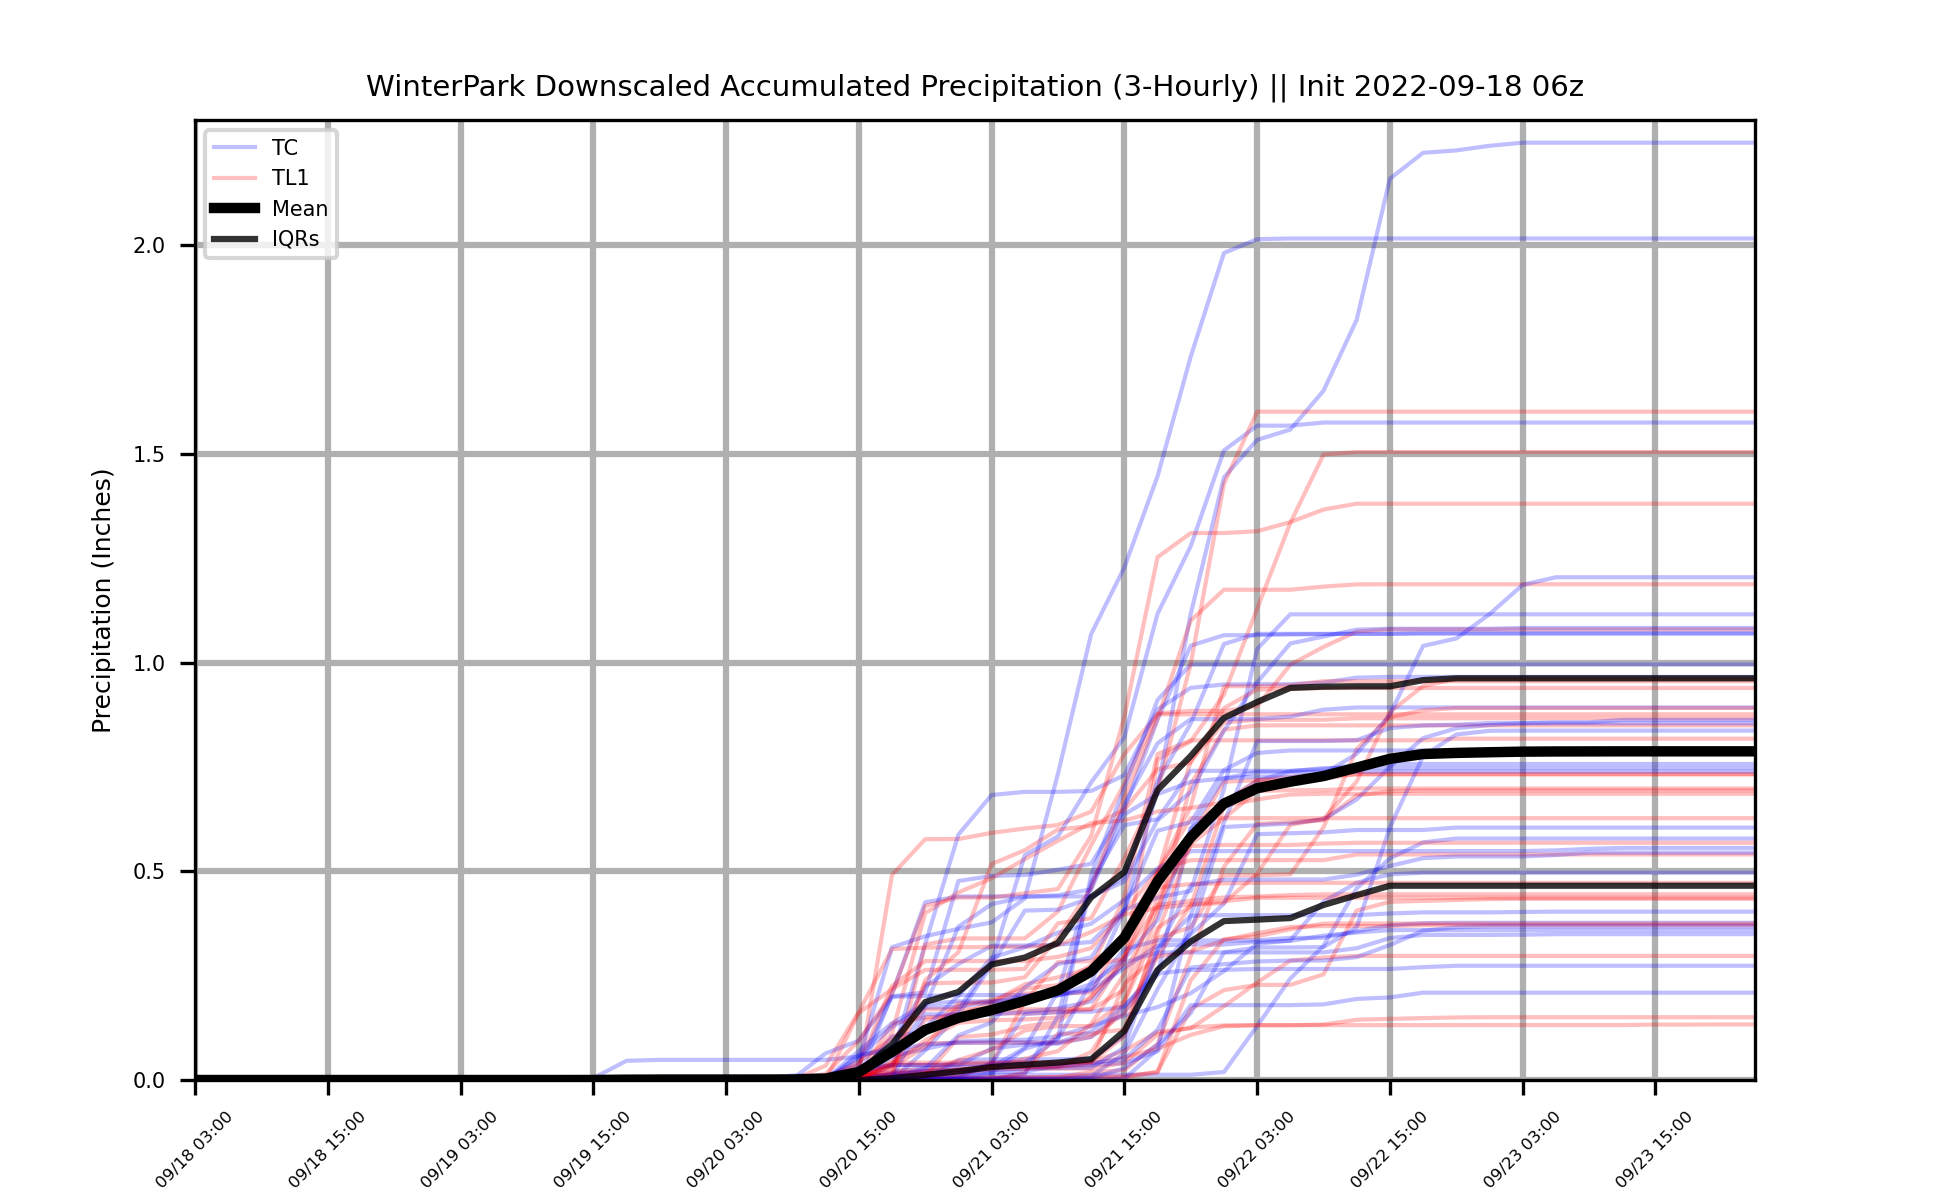 WinterPark Downscaled Accumulated Precipitation (3-Hourly) || Init 2022-09-18 06z
TC
TL1
Mean
IQRs
Precipitation (Inches)
2.0
1.5
1.0
0.5
0.0
09/18 03:00
09/18 15:00
09/19 03:00
09/19 15:00
09/20 03:00
09/20 15:00
09/21 03:00
09/21 15:00
09/22 03:00
09/22 15:00
09/23 03:00
09/23 15:00